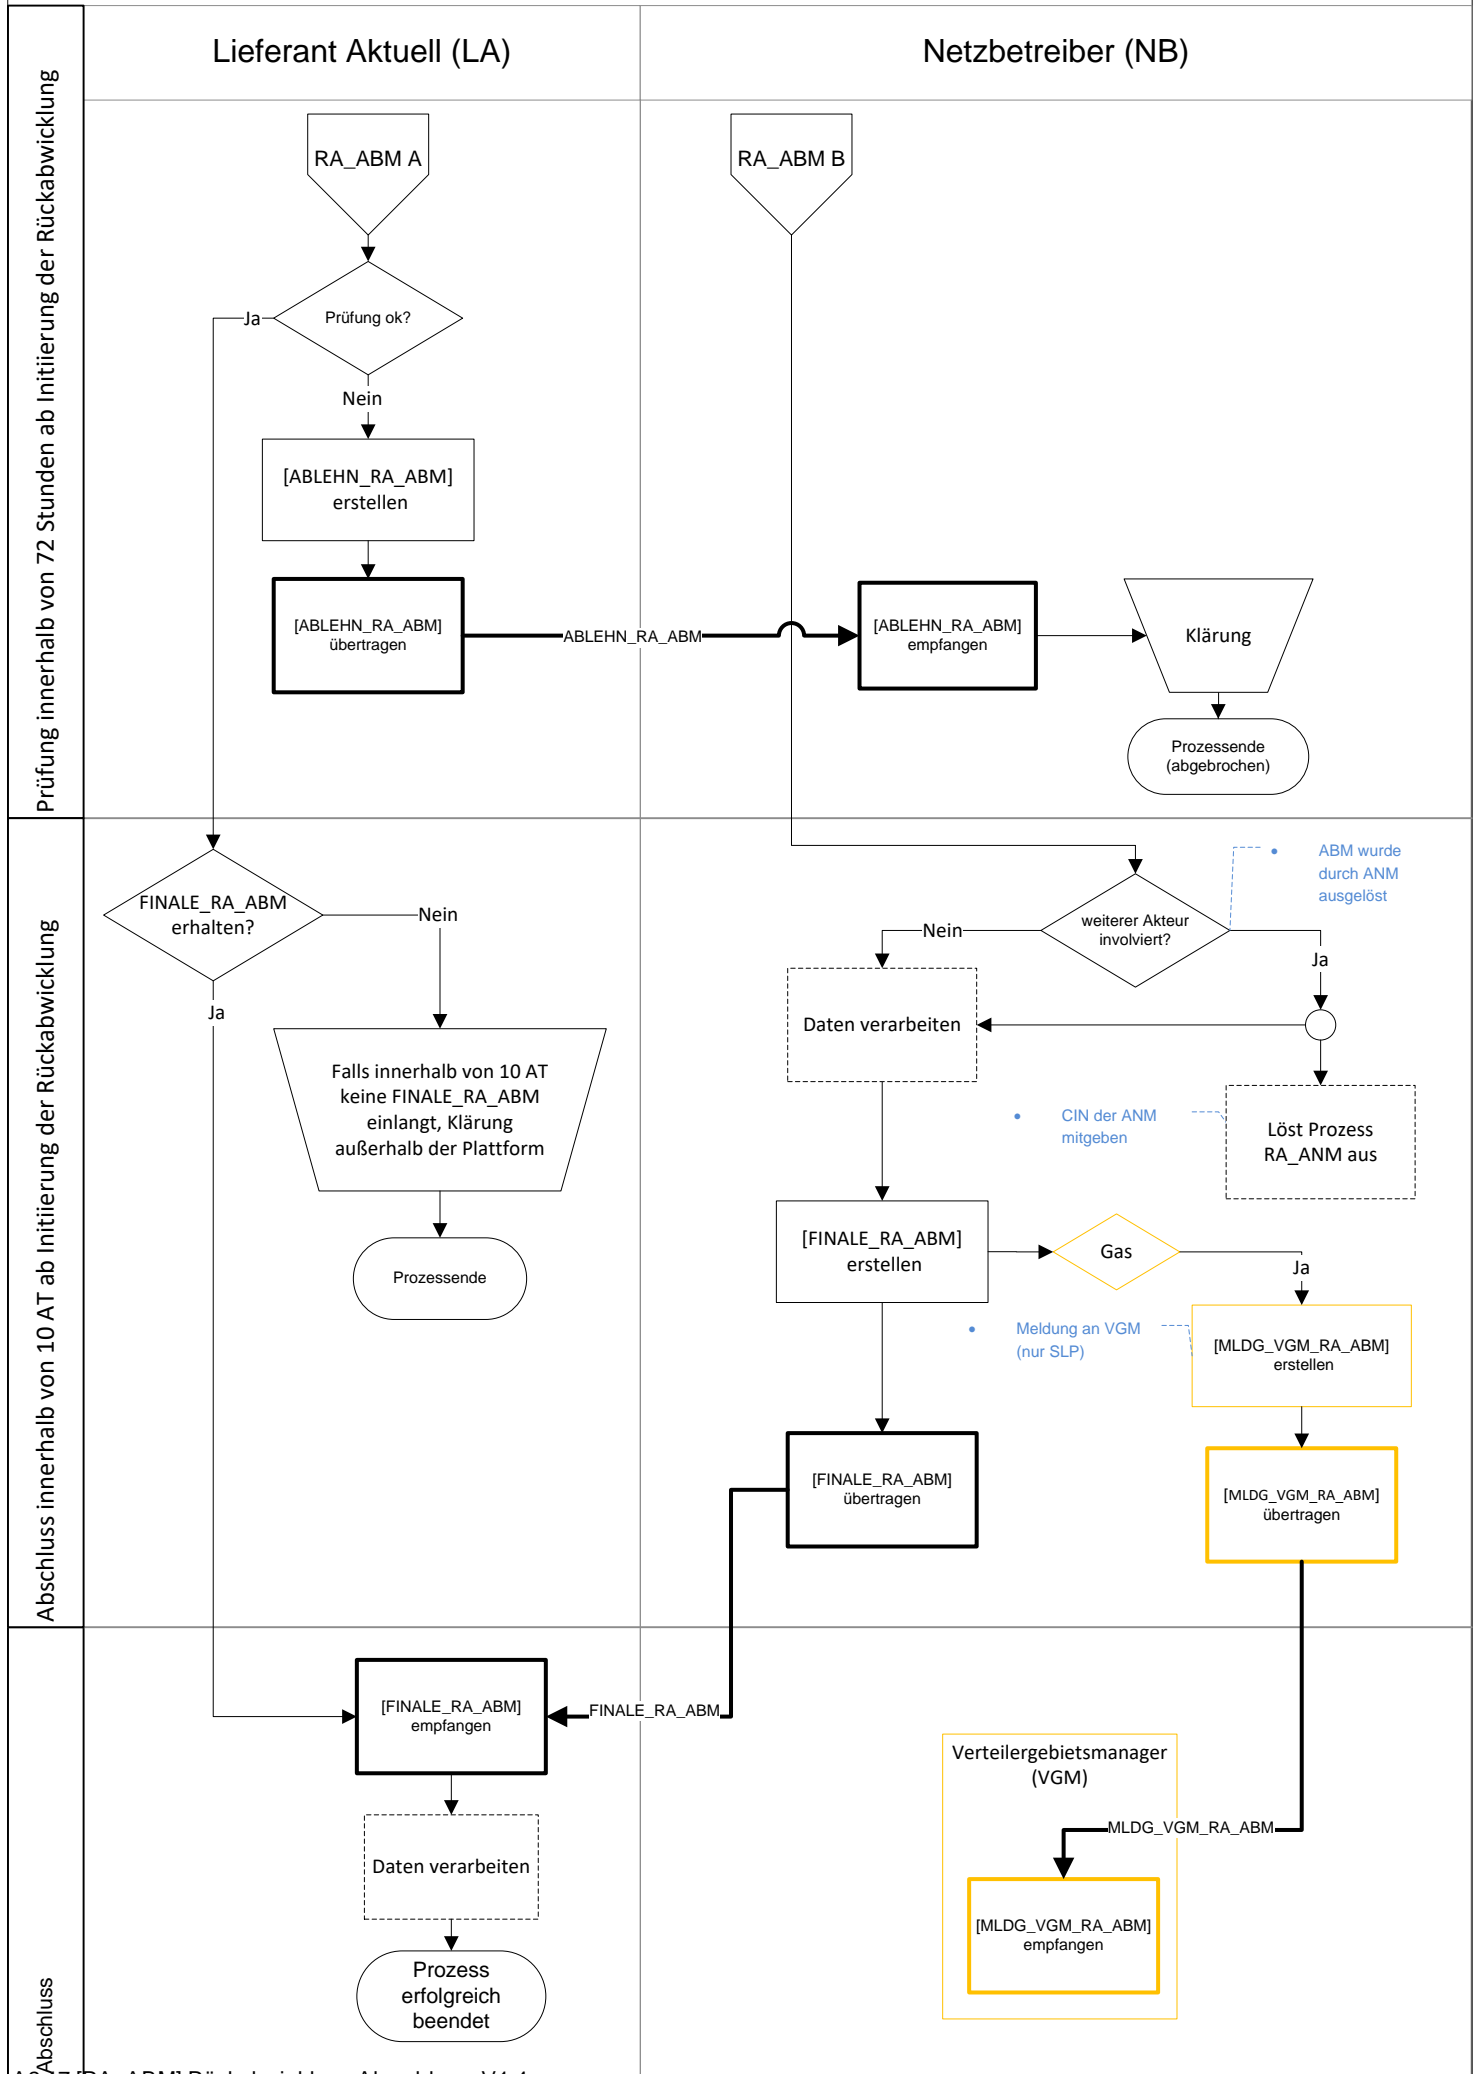 Lieferant Aktuell (LA)
Netzbetreiber (NB)
Prüfung innerhalb von 72 Stunden ab Initiierung der Rückabwicklung
RA_ABM A
RA_ABM B
Prüfung ok?
Ja
Nein
[ABLEHN_RA_ABM]
erstellen
[ABLEHN_RA_ABM]
übertragen
ABLEHN_RA_ABM
[ABLEHN_RA_ABM]
empfangen
Klärung
Prozessende
(abgebrochen)
Abschluss innerhalb von 10 AT ab Initiierung der Rückabwicklung
FINALE_RA_ABM
erhalten?
Nein
Ja
Falls innerhalb von 10 AT
keine FINALE_RA_ABM
einlangt, Klärung
außerhalb der Plattform
Prozessende
weiterer Akteur
involviert?
• ABM wurde
durch ANM
ausgelöst
Nein
Ja
Daten verarbeiten
• CIN der ANM
mitgeben
Löst Prozess
RA_ANM aus
[FINALE_RA_ABM]
erstellen
Gas
Ja
• Meldung an VGM
(nur SLP)
[MLDG_VGM_RA_ABM]
erstellen
[FINALE_RA_ABM]
übertragen
[MLDG_VGM_RA_ABM]
übertragen
Abschluss
[FINALE_RA_ABM]
empfangen
FINALE_RA_ABM
Verteilergebietsmanager
(VGM)
MLDG_VGM_RA_ABM
[MLDG_VGM_RA_ABM]
empfangen
Daten verarbeiten
Prozess
erfolgreich
beendet